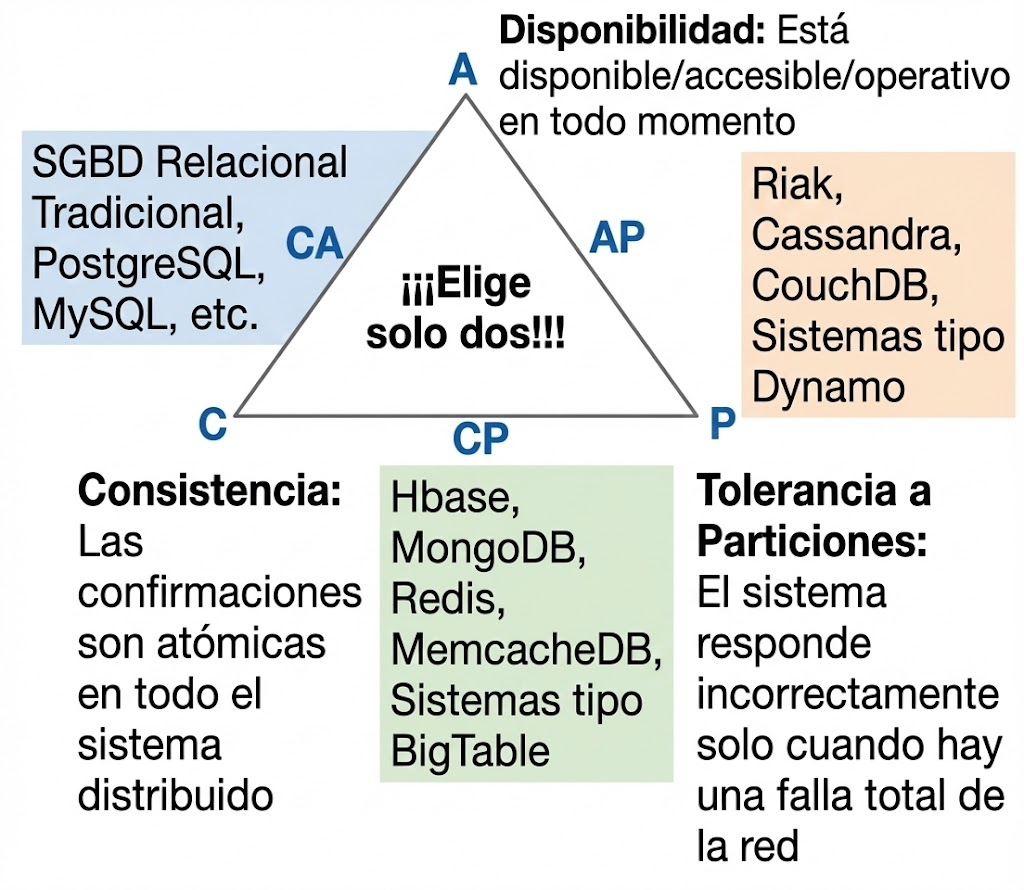 Disponibilidad: Está
disponible/accesible/operativo
en todo momento
A
SGBD Relacional
Tradicional,
PostgreSQL,
MySQL, etc.
CA
AP
Riak,
Cassandra,
CouchDB,
Sistemas tipo
Dynamo
¡¡¡Elige
solo dos!!!
C
CP
P
Consistencia:
Las
confirmaciones
son atómicas
en todo el
sistema
distribuido
Hbase,
MongoDB,
Redis,
MemcacheDB,
Sistemas tipo
BigTable
Tolerancia a
Particiones:
El sistema
responde
incorrectamente
solo cuando hay
una falla total de
la red